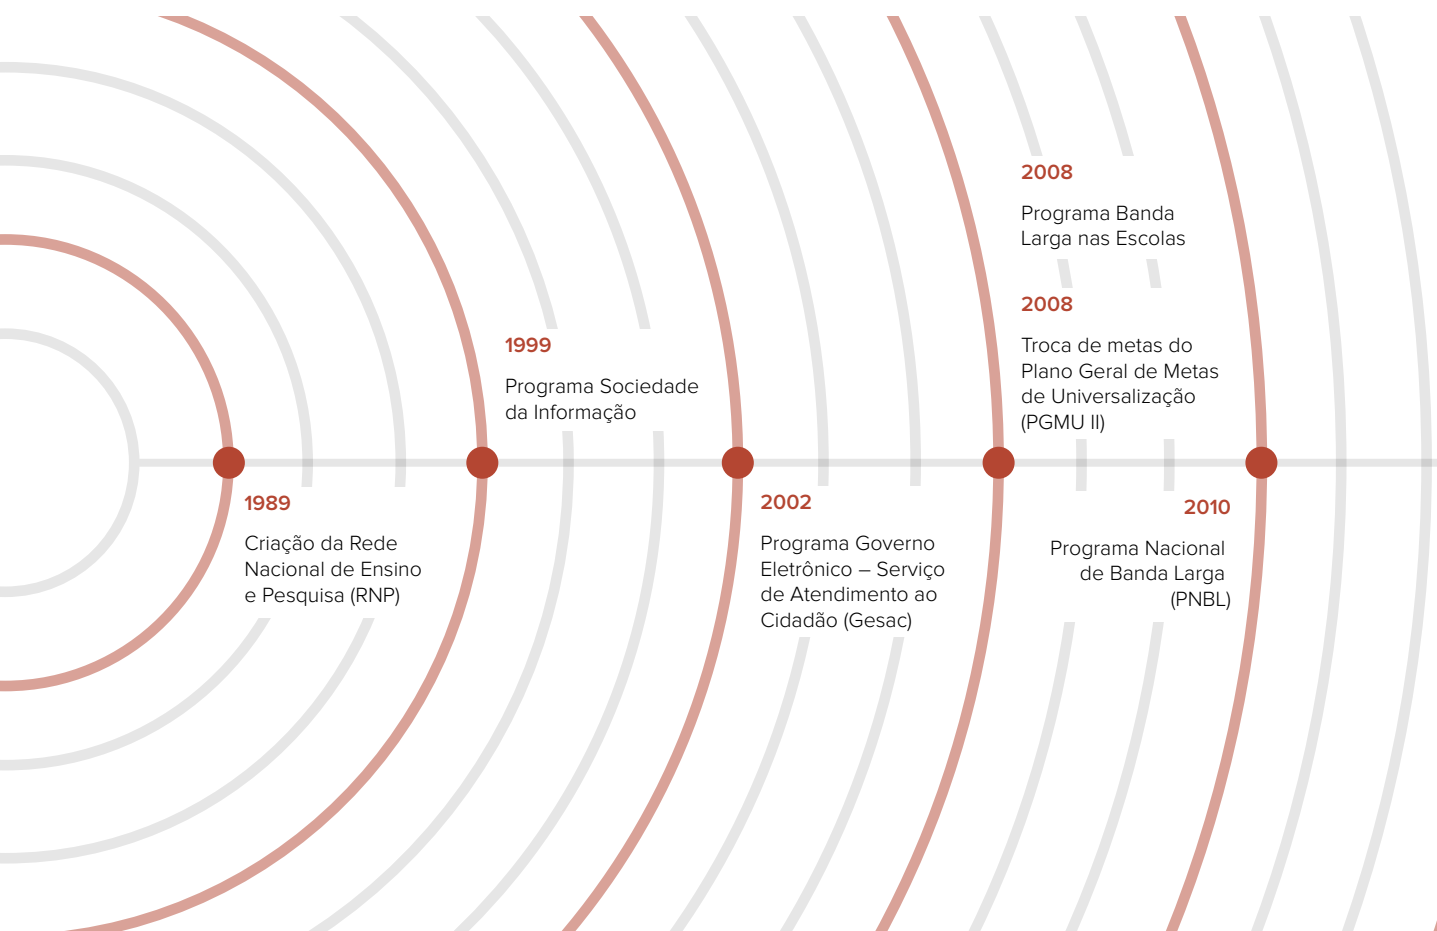 1989
Criação da Rede
Nacional de Ensino
e Pesquisa (RNP)
1999
Programa Sociedade
da Informação
2002
Programa Governo
Eletrônico – Serviço
de Atendimento ao
Cidadão (Gesac)
2008
Programa Banda
Larga nas Escolas
2008
Troca de metas do
Plano Geral de Metas
de Universalização
(PGMU II)
2010
Programa Nacional
de Banda Larga
(PNBL)